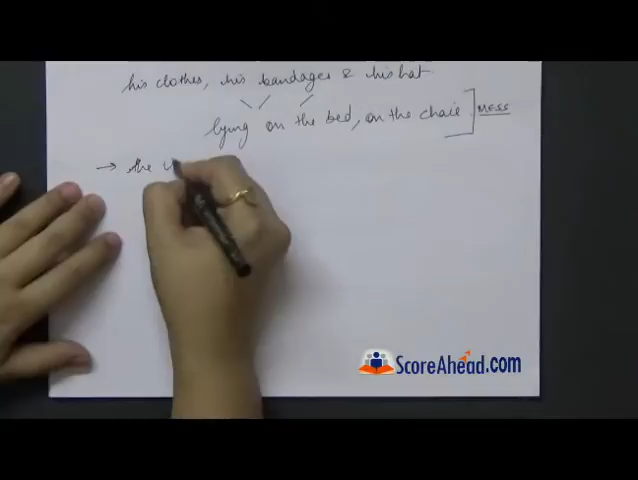 his clothes, his bandages & his hat
lying on the bed, on the chair. MESS
→ the
ScoreAhead.com